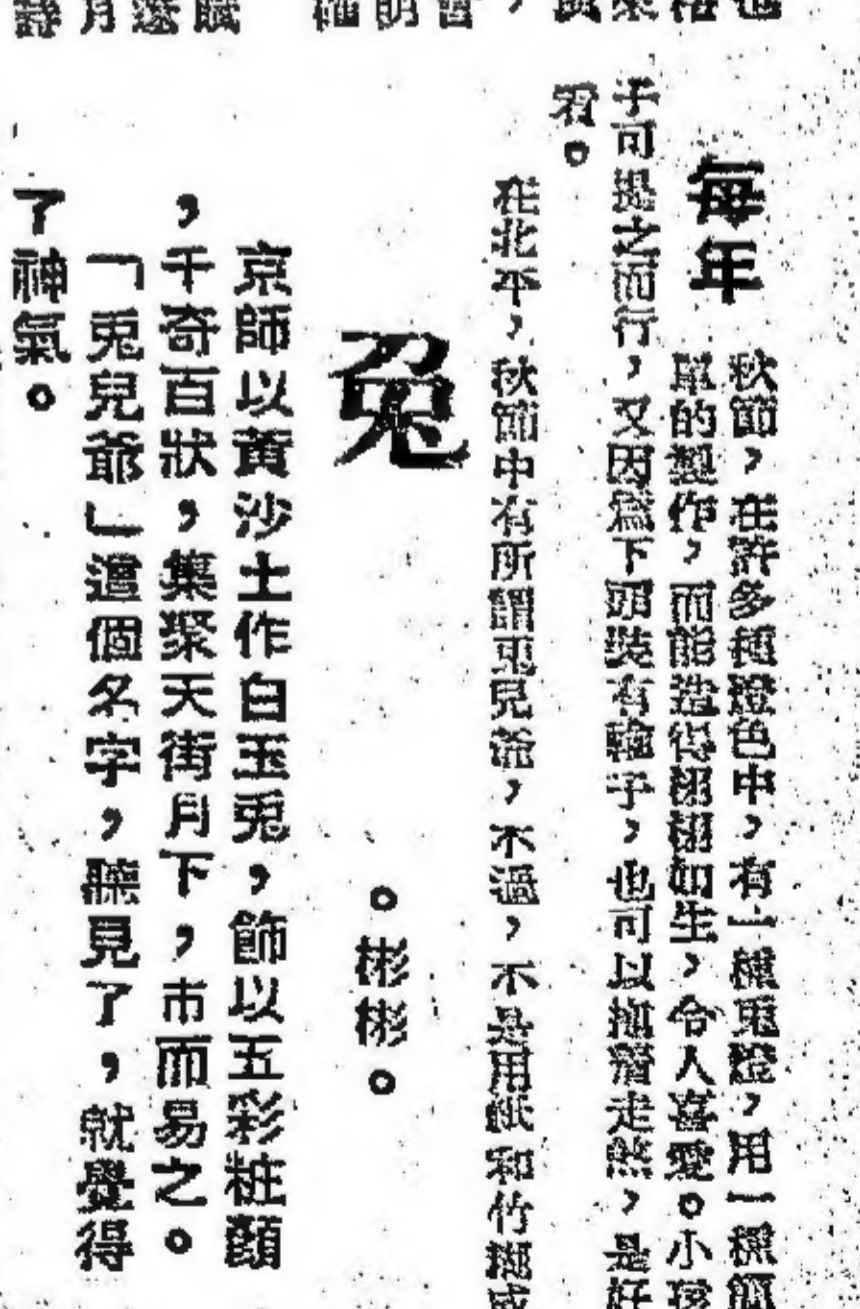 每年
秋節，在許多種燈色中，有一種兎燈，用一種簡
單的製作，而能造得栩栩如生，令人喜愛。小孩
子可提之而行，又因爲下頭裝有輪子，也可以拖着走，是好
看。
在北平，秋節中有所謂兎兒爺，不過，不是用紙和竹
兎
。彬彬。
京師以黃沙土作白玉兎，飾以五彩粧顏
，千奇百狀，集聚天街月下，市而易之。
「兎兒爺」這個名字，聽見了，就覺得
了神氣。